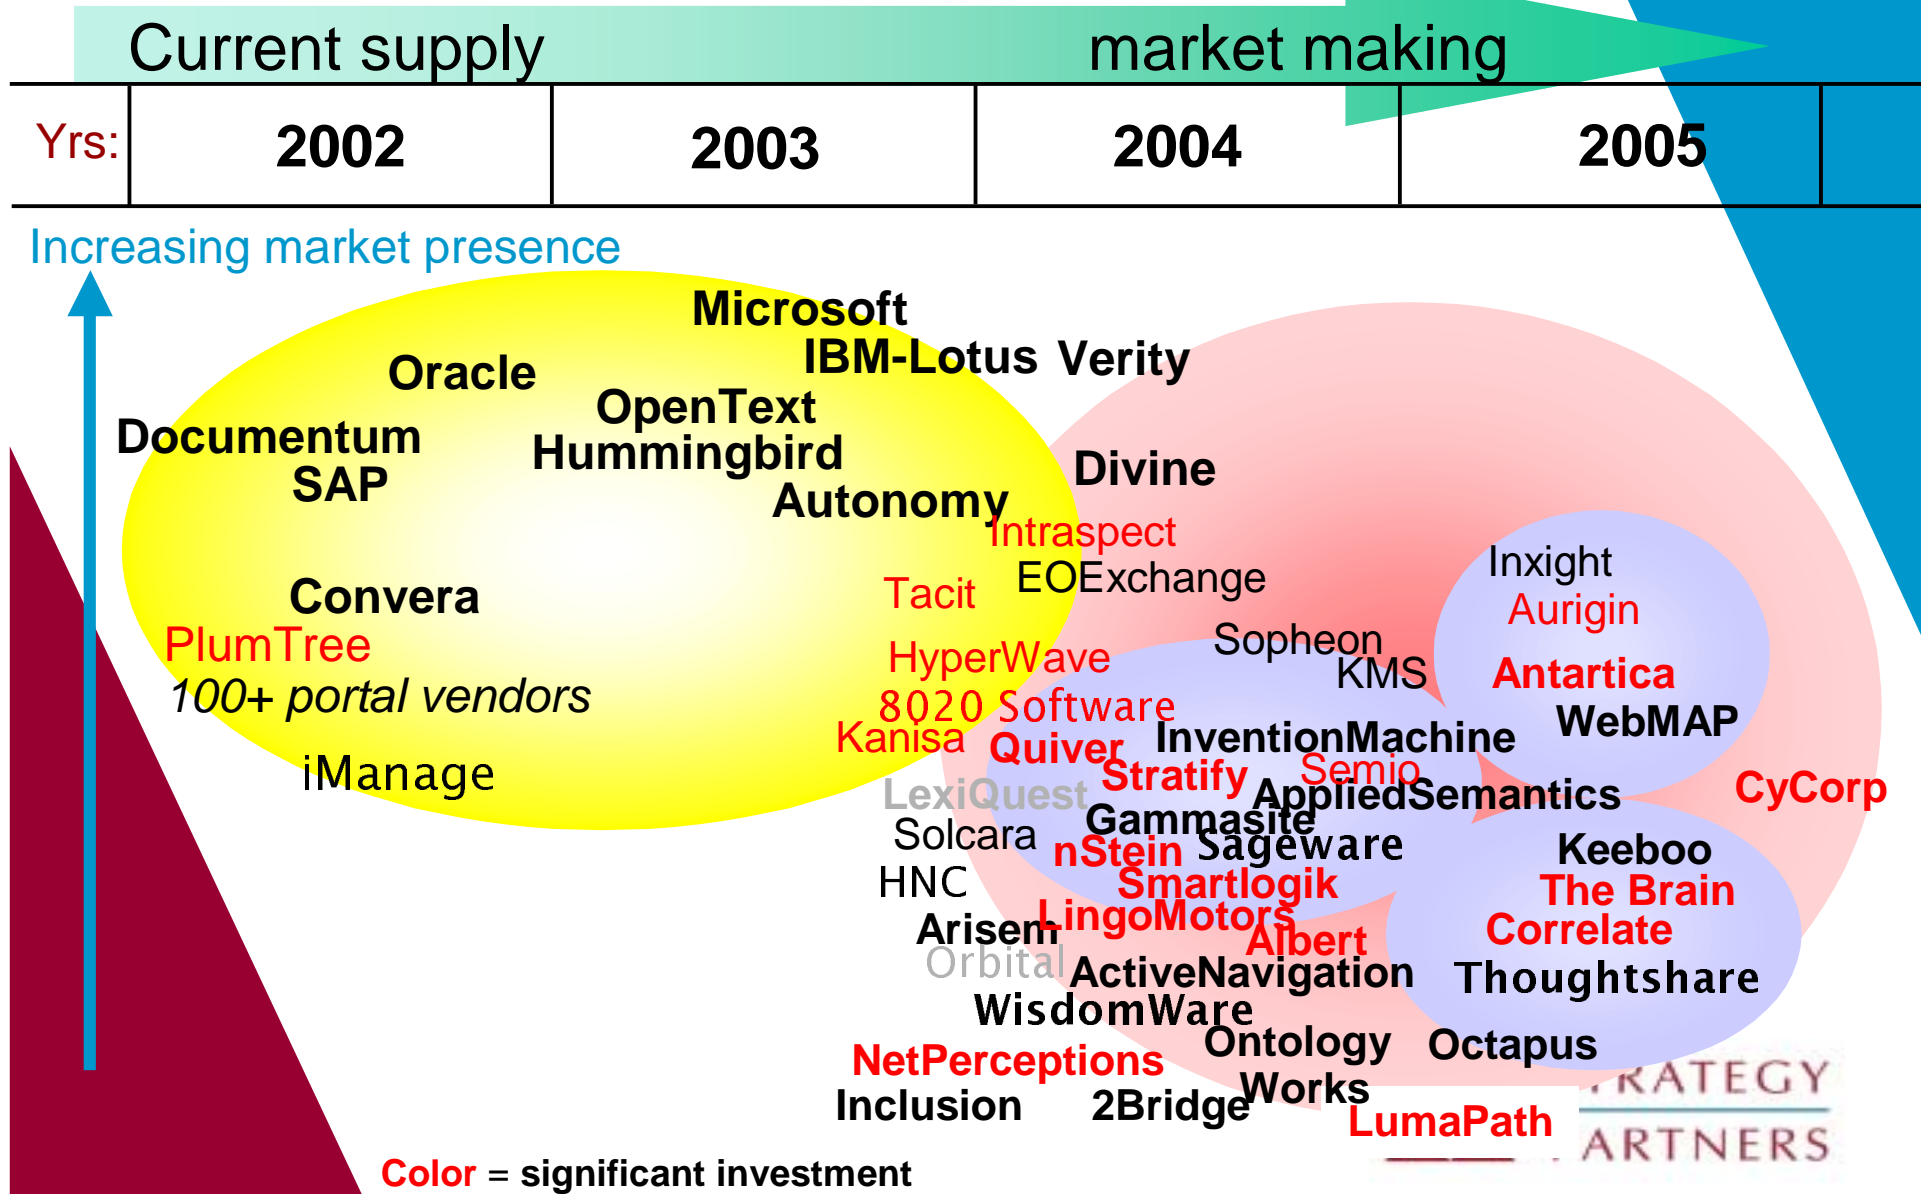 Current supply
market making
Yrs:
2002
2003
2004
2005
Increasing market presence
Microsoft
IBM-Lotus
Verity
Oracle
OpenText
Documentum
Hummingbird
SAP
Divine
Autonomy
Intraspect
EOExchange
Inxight
Convera
Tacit
Aurigin
PlumTree
Sopheon
HyperWave
KMS
Antartica
100+ portal vendors
8020 Software
WebMAP
Kanisa
Quiver
InventionMachine
iManage
Stratify
Semio
LexiQuest
AppliedSemantics
CyCorp
Gammasite
Solcara
nStein
Sageware
Keeboo
HNC
Smartlogik
The Brain
Arisem
LingoMotors
Albert
Correlate
Orbital
ActiveNavigation
Thoughtshare
WisdomWare
Ontology
Works
Octapus
NetPerceptions
Inclusion
2Bridge
LumaPath
RATEGY
ARTNERS
Color = significant investment